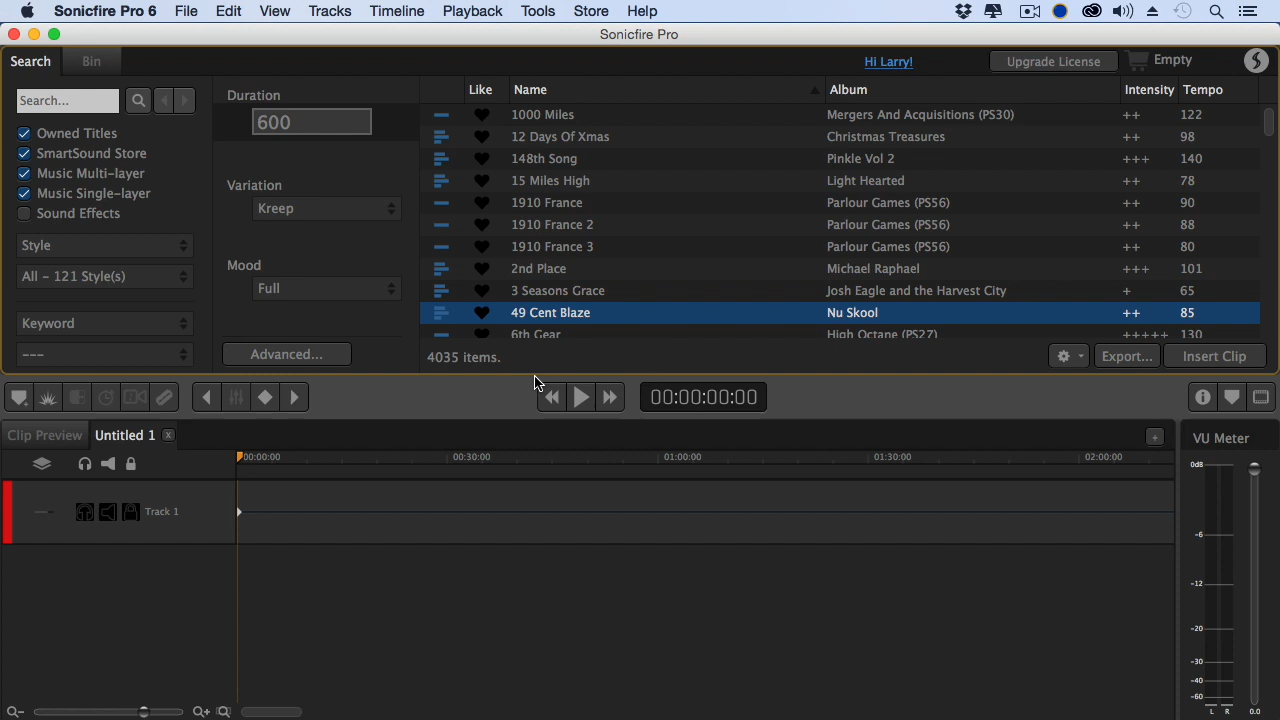 Sonicfire Pro 6 File Edit View Tracks Timeline Playback Tools Store Help
Sonicfire Pro
Search Bin Hi Larry! Upgrade License Empty
Search...
Owned Titles
SmartSound Store
Music Multi-layer
Music Single-layer
Sound Effects
Style
All - 121 Style(s)
Keyword
---
Duration
600
Variation
Kreep
Mood
Full
Advanced...
Like Name Album Intensity Tempo
1000 Miles Mergers And Acquisitions (PS30) ++ 122
12 Days Of Xmas Christmas Treasures ++ 98
148th Song Pinkle Vol 2 +++ 140
15 Miles High Light Hearted ++ 78
1910 France Parlour Games (PS56) ++ 90
1910 France 2 Parlour Games (PS56) ++ 88
1910 France 3 Parlour Games (PS56) ++ 80
2nd Place Michael Raphael +++ 101
3 Seasons Grace Josh Eagle and the Harvest City + 65
49 Cent Blaze Nu Skool ++ 85
6th Gear High Octane (PS27) +++++ 130
4035 items. Export... Insert Clip
00:00:00:00
Clip Preview Untitled 1 x +
00:00:00 00:30:00 01:00:00 01:30:00 02:00:00
Track 1
VU Meter
0dB
-6
-12
-20
-30
-40
-60
L R 0.0